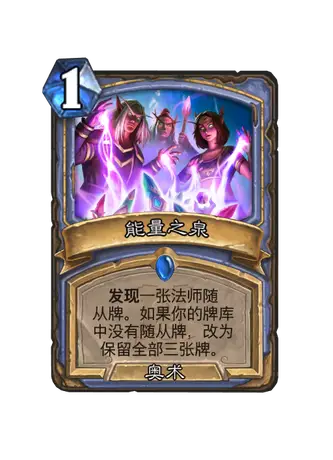 1
能量之泉
发现一张法师随
从牌。如果你的牌库
中没有随从牌，改为
保留全部三张牌。
奥术